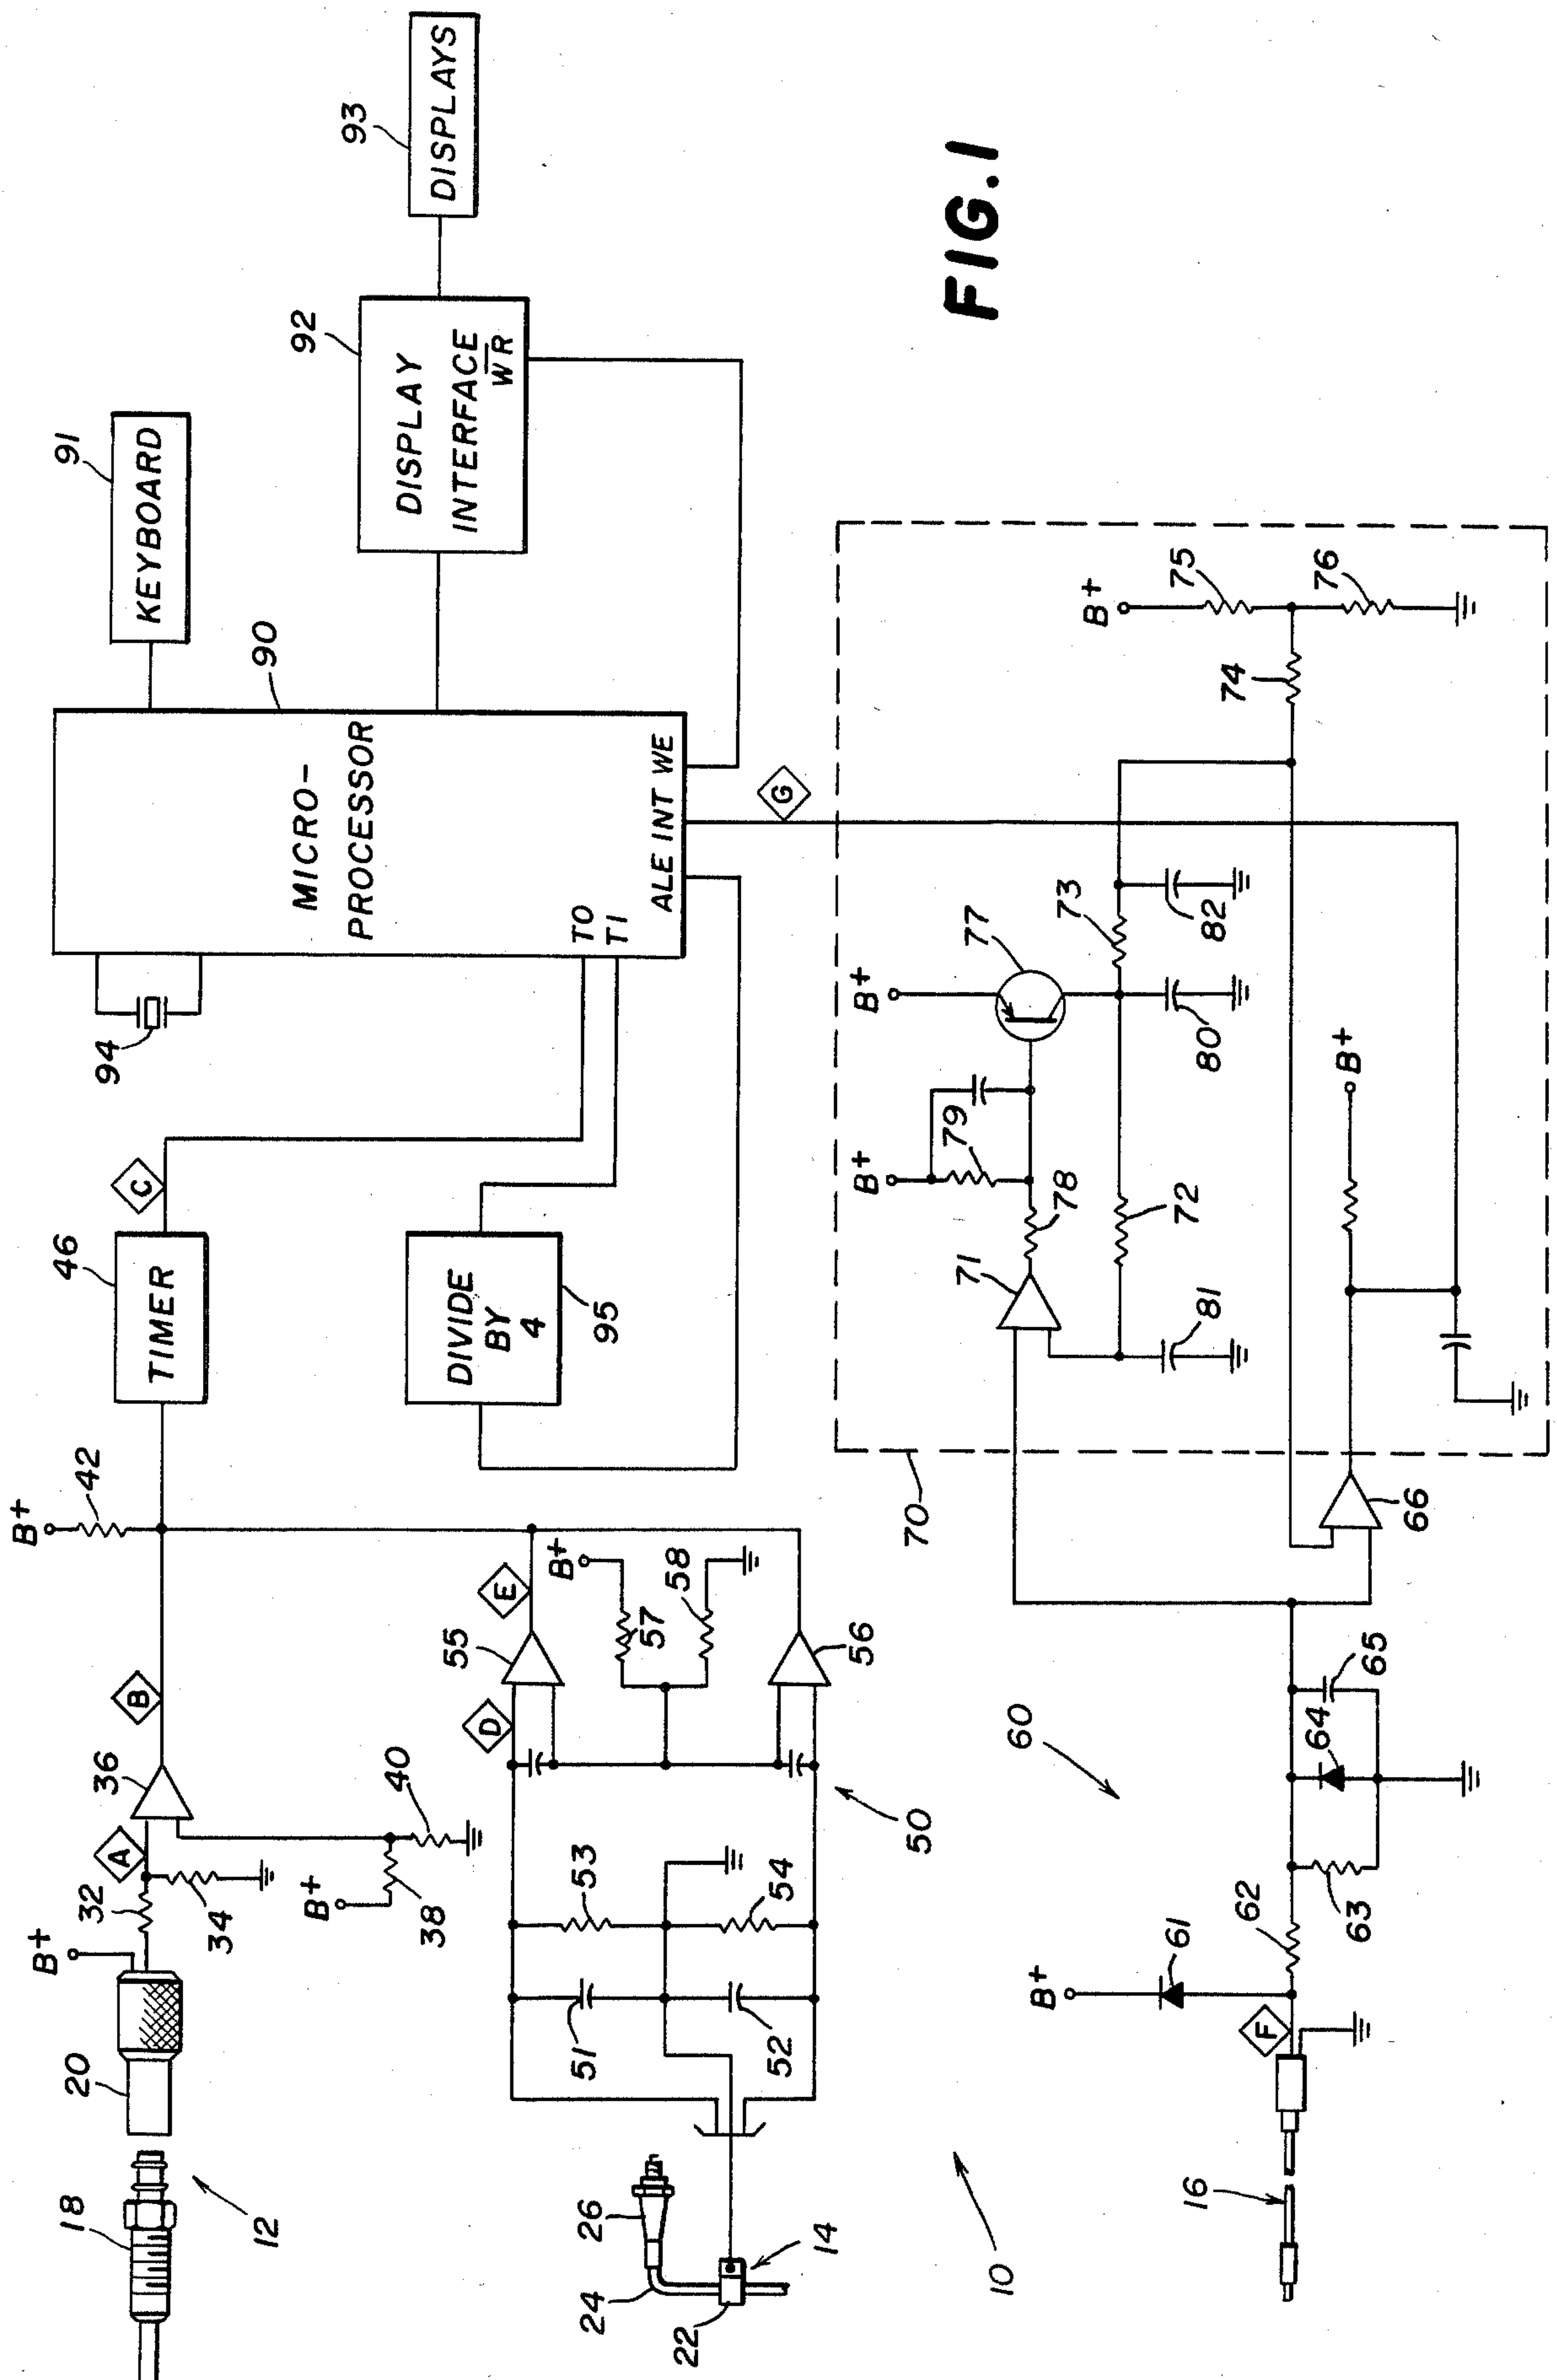 FIG. 1
18
12
20
B+
32
A
34
36
B
B+
38
40
B+
42
46
TIMER
C
94
MICRO-
PROCESSOR
90
TO
T1
ALE INT WE
KEYBOARD
91
DISPLAY
INTERFACE
WR
92
DISPLAYS
93
DIVIDE
BY
4
95
G
26
24
22
14
51
52
53
54
D
55
E
B+
57
58
56
50
10
16
F
B+
61
62
63
64
65
60
66
70
71
78
B+
79
B+
77
72
81
80
73
82
74
B+
75
76
B+